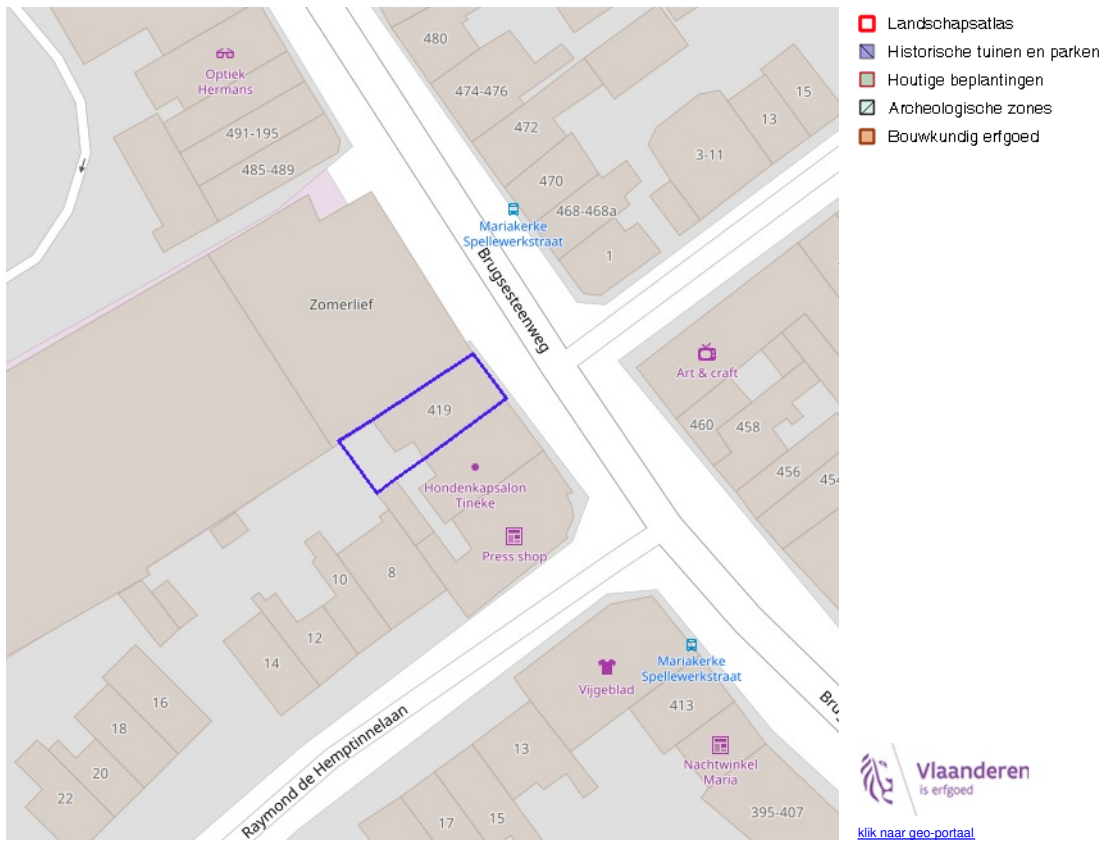 480
Optiek
Hermans
474-476
15
13
472
491-195
3-11
485-489
470
468-468a
Mariakerke
Spellewerkstraat
1
Brugsesteenweg
Zomerlief
Art & craft
419
460
458
456
454
Hondenkapsalon
Tineke
Press shop
10
8
12
14
Mariakerke
Spellewerkstraat
Vijgeblad
413
16
18
20
22
Raymond de Hemptinnelaan
13
Nachtwinkel
Maria
17
15
395-407
Brug
Landschapsatlas
Historische tuinen en parken
Houtige beplantingen
Archeologische zones
Bouwkundig erfgoed
Vlaanderen
is erfgoed
klik naar geo-portaal